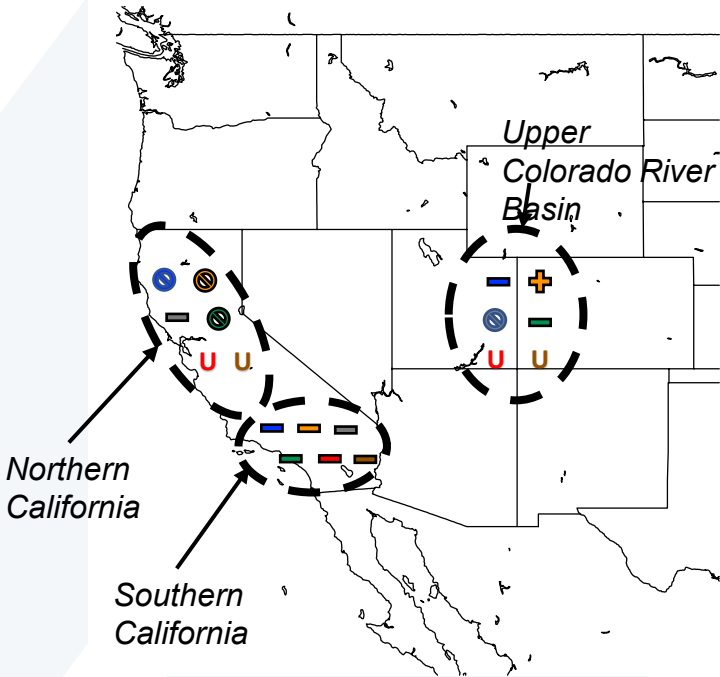 Upper
Colorado River
Basin
U U
U U
Northern
California
Southern
California